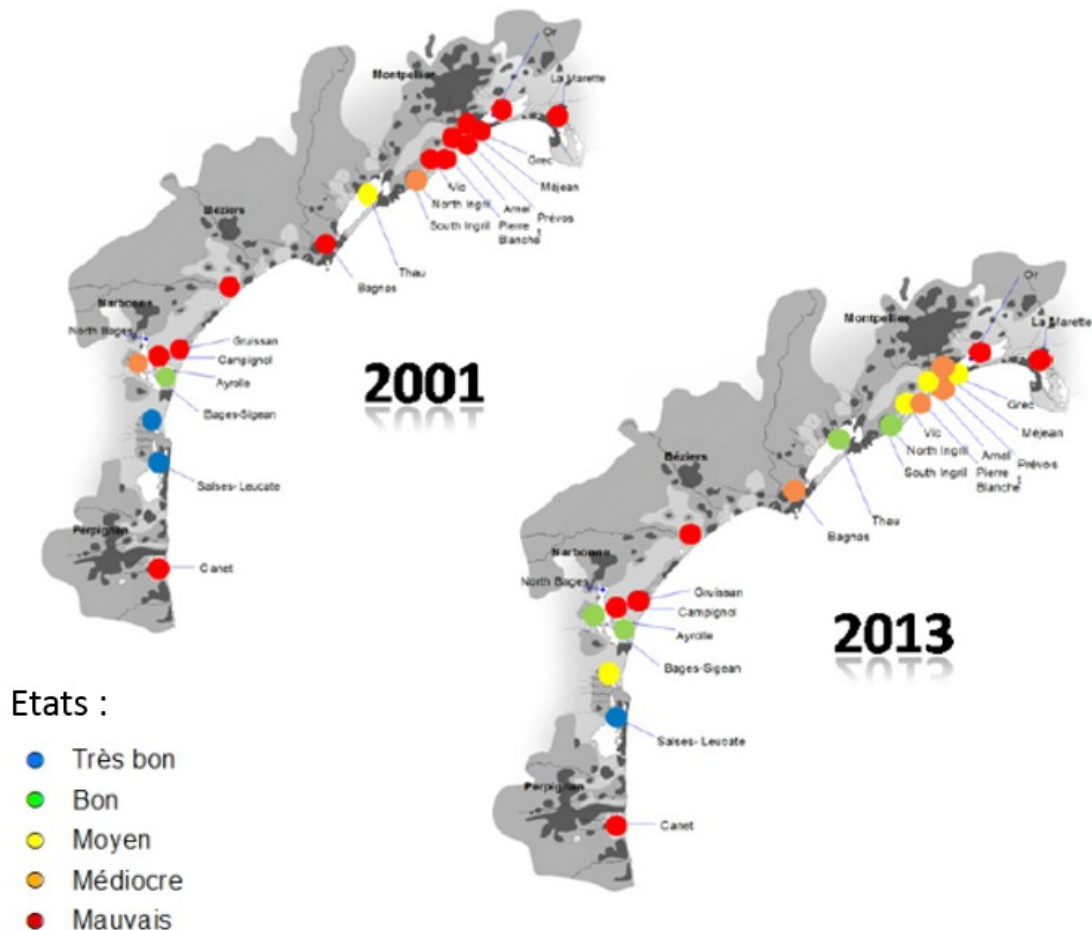 Or
Montpellier
La Marette
Grec
Méjean
Vic
North Ingril
Arnel
Prévos
t
South Ingril
Pierre
Blanche
Béziers
Thau
Bagnas
Narbonne
North Bages
Gruissan
Campignol
Ayrolle
Bages-Sigean
Salses- Leucate
Perpignan
Canet
2001
Or
Montpellier
La Marette
Grec
Méjean
Vic
North Ingril
Arnel
Prévos
t
South Ingril
Pierre
Blanche
Béziers
Thau
Bagnas
Narbonne
North Bages
Gruissan
Campignol
Ayrolle
Bages-Sigean
Salses- Leucate
Perpignan
Canet
2013
Etats :
Très bon
Bon
Moyen
Médiocre
Mauvais